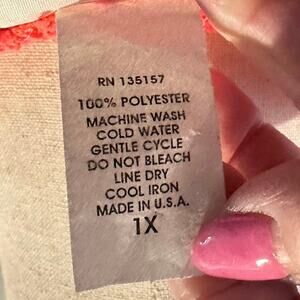 RN 135157
100% POLYESTER
MACHINE WASH
COLD WATER
GENTLE CYCLE
DO NOT BLEACH
LINE DRY
COOL IRON
MADE IN U.S.A.
1X